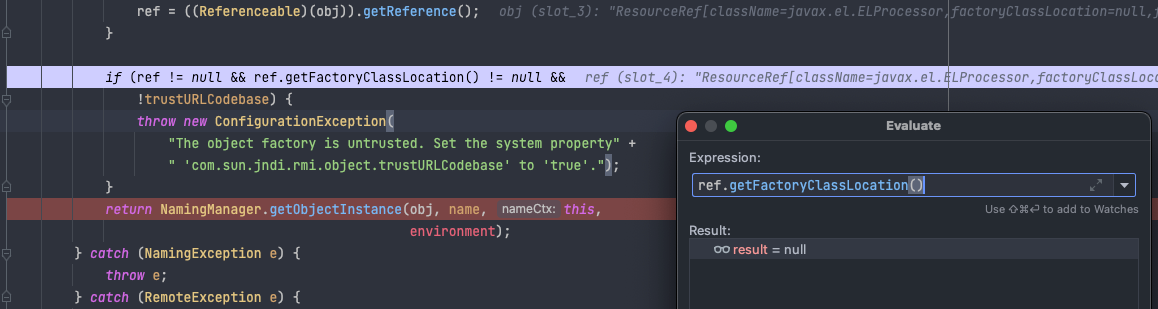 ref = ((Referenceable)(obj)).getReference(); obj (slot_3): "ResourceRef[className=javax.el.ELProcessor,factoryClassLocation=null,f
}
if (ref != null && ref.getFactoryClassLocation() != null && ref (slot_4): "ResourceRef[className=javax.el.ELProcessor,factoryClassLoc
!trustURLCodebase) {
throw new ConfigurationException(
"The object factory is untrusted. Set the system property" +
" 'com.sun.jndi.rmi.object.trustURLCodebase' to 'true'.");
}
return NamingManager.getObjectInstance(obj, name, nameCtx: this,
environment);
} catch (NamingException e) {
throw e;
} catch (RemoteException e) {
Evaluate
Expression:
ref.getFactoryClassLocation()
Use ⇧⌘⏎ to add to Watches
Result:
result = null